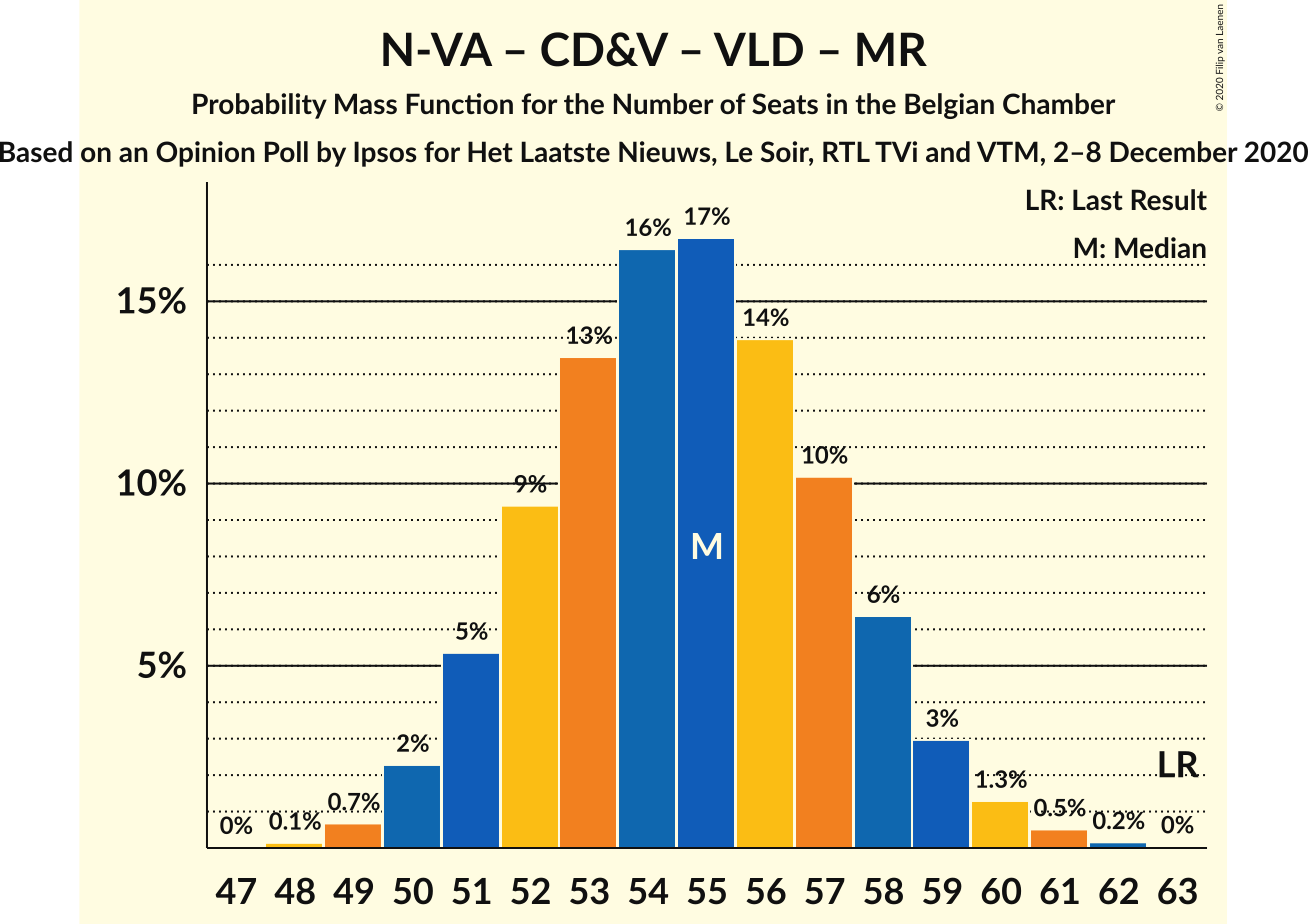 N-VA – CD&V – VLD – MR
Probability Mass Function for the Number of Seats in the Belgian Chamber
Based on an Opinion Poll by Ipsos for Het Laatste Nieuws, Le Soir, RTL TVi and VTM, 2–8 December 2020
© 2020 Filip van Laenen
LR: Last Result
M: Median
15%
10%
5%
0%
0.1%
0.7%
2%
5%
9%
13%
16%
17%
14%
10%
6%
3%
1.3%
0.5%
0.2%
0%
M
LR
47 48 49 50 51 52 53 54 55 56 57 58 59 60 61 62 63